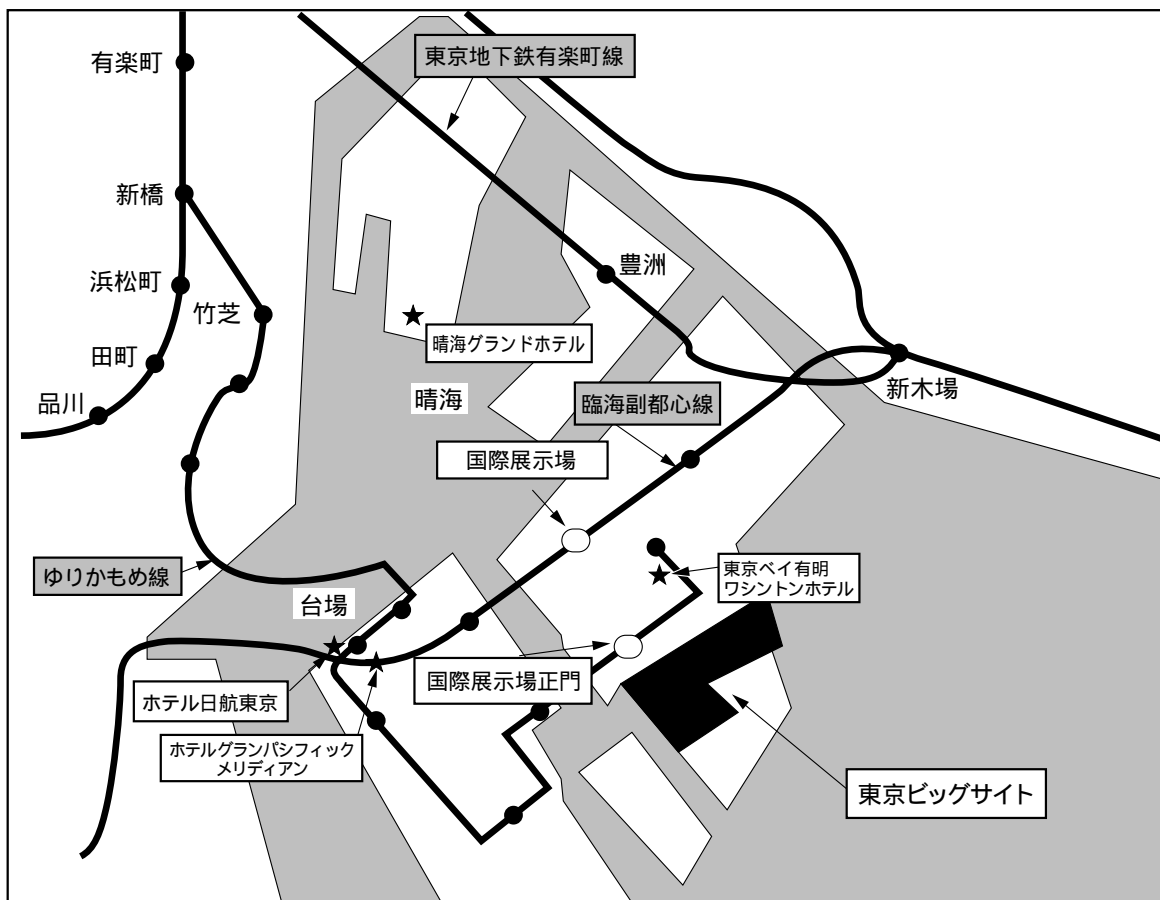 東京地下鉄有楽町線
有楽町
新橋
浜松町
竹芝
田町
品川
豊洲
晴海グランドホテル
晴海
臨海副都心線
新木場
国際展示場
ゆりかもめ線
台場
東京ベイ有明
ワシントンホテル
国際展示場正門
ホテル日航東京
ホテルグランパシフィック
メリディアン
東京ビッグサイト